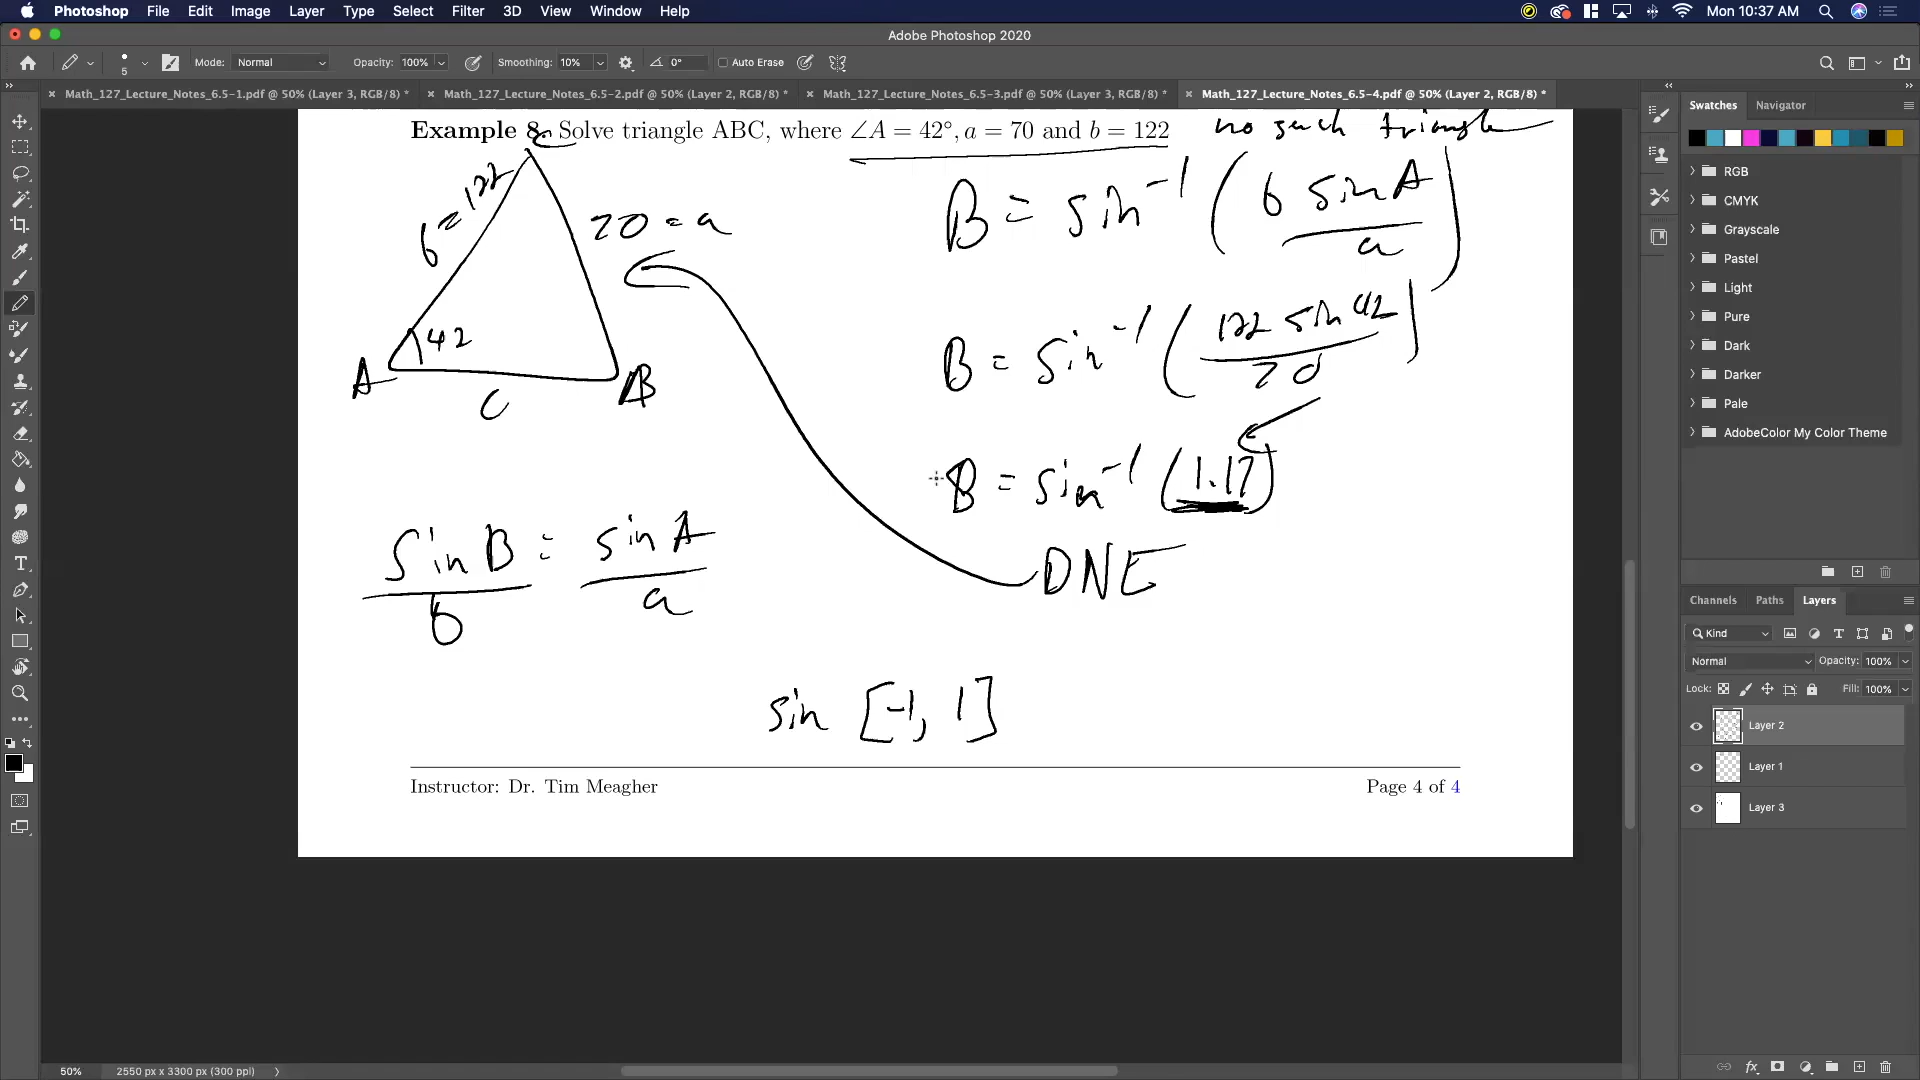 Photoshop File Edit Image Layer Type Select Filter 3D View Window Help Mon 10:37 AM
Adobe Photoshop 2020
5 Mode: Normal Opacity: 100% Smoothing: 10% 0° Auto Erase
Math_127_Lecture_Notes_6.5-1.pdf @ 50% (Layer 3, RGB/8) * Math_127_Lecture_Notes_6.5-2.pdf @ 50% (Layer 2, RGB/8) * Math_127_Lecture_Notes_6.5-3.pdf @ 50% (Layer 3, RGB/8) * Math_127_Lecture_Notes_6.5-4.pdf @ 50% (Layer 2, RGB/8) *
Example 8. Solve triangle ABC, where ∠A = 42°, a = 70 and b = 122 no such triangle
b = 122
70 = a
42
A
B
c
B = sin⁻¹ (b sin A / a)
B = sin⁻¹ (122 sin 42 / 70)
B = sin⁻¹ (1.17)
DNE
sin B / b = sin A / a
sin [-1, 1]
Instructor: Dr. Tim Meagher Page 4 of 4
Swatches Navigator
RGB
CMYK
Grayscale
Pastel
Light
Pure
Dark
Darker
Pale
AdobeColor My Color Theme
Channels Paths Layers
Kind
Normal Opacity: 100%
Lock: Fill: 100%
Layer 2
Layer 1
Layer 3
fx
50% 2550 px x 3300 px (300 ppi)